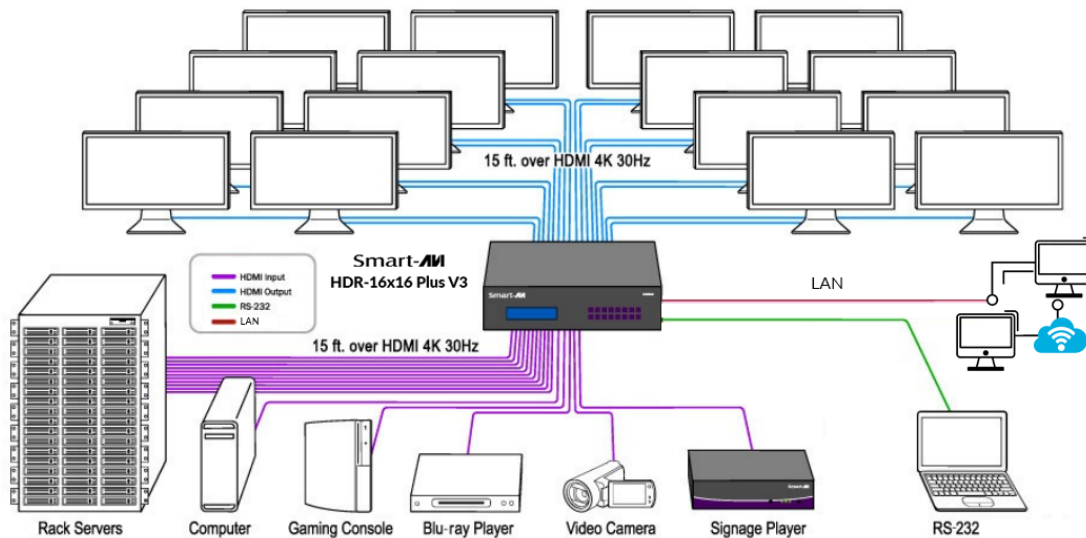 15 ft. over HDMI 4K 30Hz
Smart-AVI
HDR-16x16 Plus V3
HDMI Input
HDMI Output
RS-232
LAN
Smart-AVI
LAN
15 ft. over HDMI 4K 30Hz
Smart-AVI
Rack Servers
Computer
Gaming Console
Blu-ray Player
Video Camera
Signage Player
RS-232